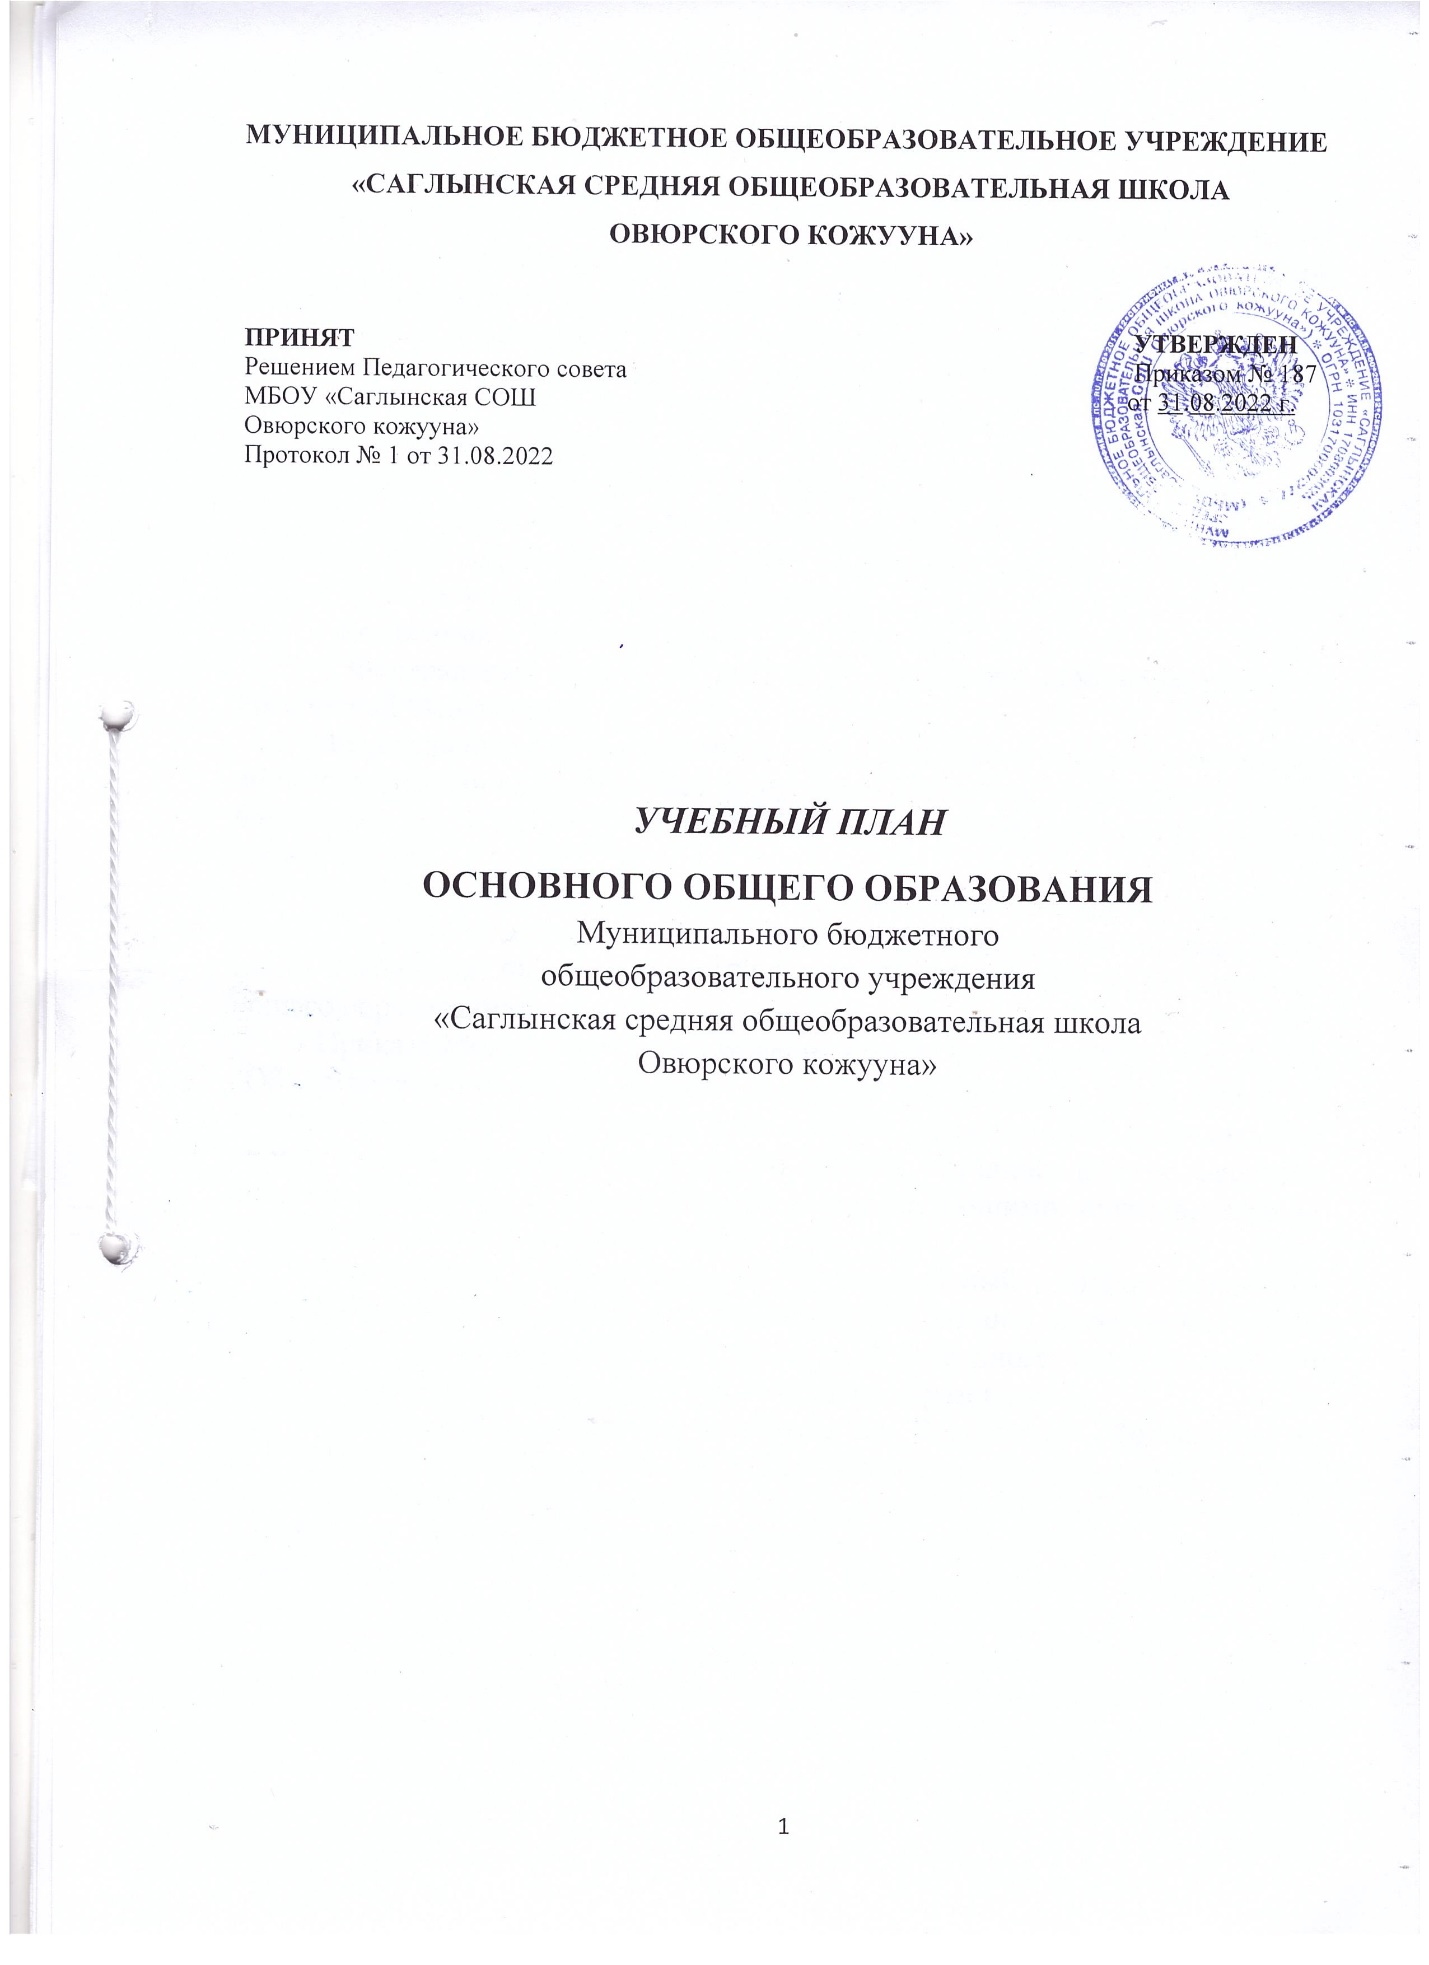 МУНИЦИПАЛЬНОЕ БЮДЖЕТНОЕ ОБЩЕОБРАЗОВАТЕЛЬНОЕ УЧРЕЖДЕНИЕ
«САГЛЫНСКАЯ СРЕДНЯЯ ОБЩЕОБРАЗОВАТЕЛЬНАЯ ШКОЛА
ОВЮРСКОГО КОЖУУНА»
ПРИНЯТ
Решением Педагогического совета
МБОУ «Саглынская СОШ
Овюрского кожууна»
Протокол № 1 от 31.08.2022
УТВЕРЖДЕН
Приказом № 187
от 31.08.2022 г.
УЧЕБНЫЙ ПЛАН
ОСНОВНОГО ОБЩЕГО ОБРАЗОВАНИЯ
Муниципального бюджетного
общеобразовательного учреждения
«Саглынская средняя общеобразовательная школа
Овюрского кожууна»
1